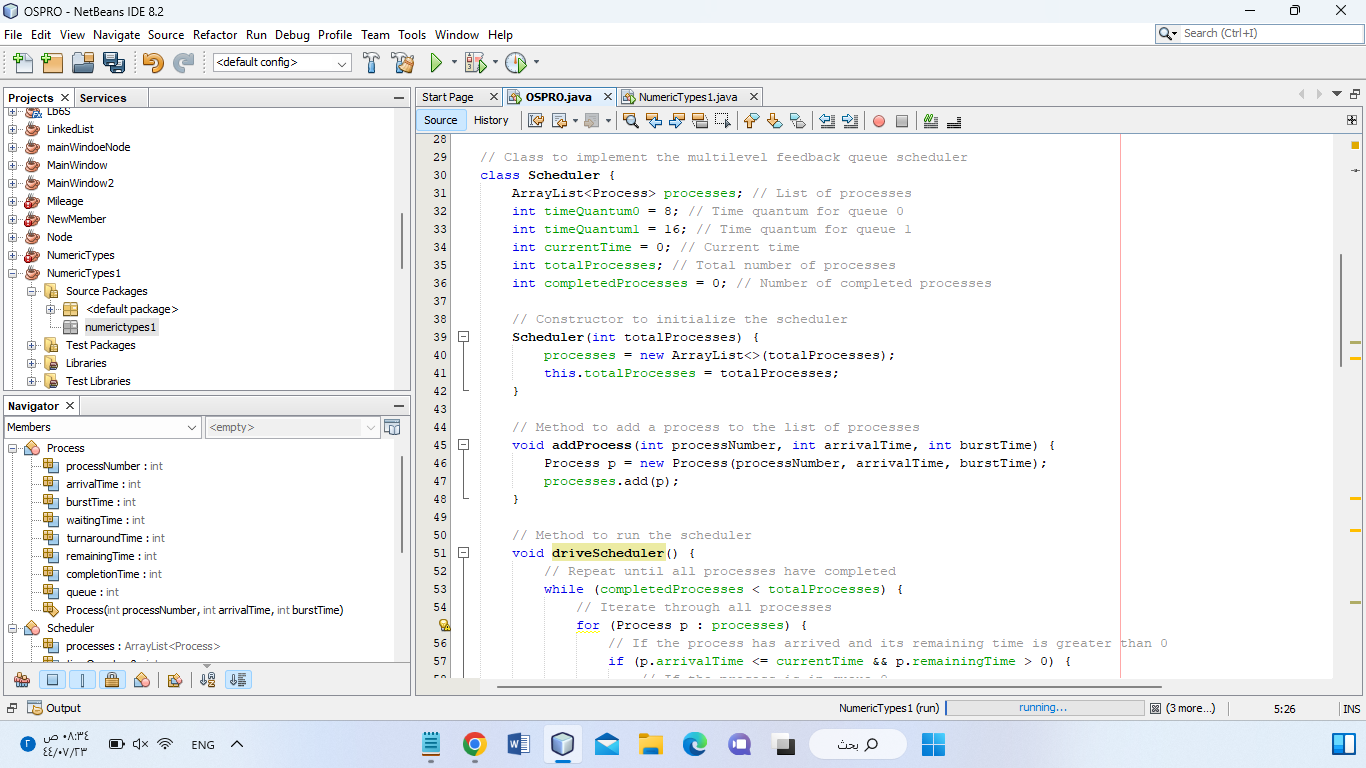 OSPRO - NetBeans IDE 8.2
File Edit View Navigate Source Refactor Run Debug Profile Team Tools Window Help
Search (Ctrl+I)
<default config>
Projects Services
Lb6S
LinkedList
mainWindoeNode
MainWindow
MainWindow2
Mileage
NewMember
Node
NumericTypes
NumericTypes1
Source Packages
<default package>
numerictypes1
Test Packages
Libraries
Test Libraries
Navigator
Members <empty>
Process
processNumber : int
arrivalTime : int
burstTime : int
waitingTime : int
turnaroundTime : int
remainingTime : int
completionTime : int
queue : int
Process(int processNumber, int arrivalTime, int burstTime)
Scheduler
processes : ArrayList<Process>
Start Page OSPRO.java NumericTypes1.java
Source History
28
29 // Class to implement the multilevel feedback queue scheduler
30 class Scheduler {
31 ArrayList<Process> processes; // List of processes
32 int timeQuantum0 = 8; // Time quantum for queue 0
33 int timeQuantum1 = 16; // Time quantum for queue 1
34 int currentTime = 0; // Current time
35 int totalProcesses; // Total number of processes
36 int completedProcesses = 0; // Number of completed processes
37
38 // Constructor to initialize the scheduler
39 Scheduler(int totalProcesses) {
40 processes = new ArrayList<>(totalProcesses);
41 this.totalProcesses = totalProcesses;
42 }
43
44 // Method to add a process to the list of processes
45 void addProcess(int processNumber, int arrivalTime, int burstTime) {
46 Process p = new Process(processNumber, arrivalTime, burstTime);
47 processes.add(p);
48 }
49
50 // Method to run the scheduler
51 void driveScheduler() {
52 // Repeat until all processes have completed
53 while (completedProcesses < totalProcesses) {
54 // Iterate through all processes
for (Process p : processes) {
56 // If the process has arrived and its remaining time is greater than 0
57 if (p.arrivalTime <= currentTime && p.remainingTime > 0) {
Output
NumericTypes1 (run) running... (3 more...) 5:26 INS
٢ ٠٨:٣٤ ص
٤٤/٠٧/٢٣
ENG
بحث